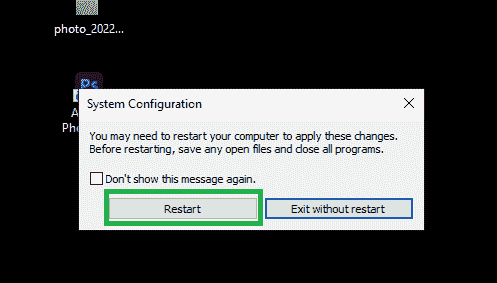 photo_2022...
Ps
A
Pho
System Configuration
You may need to restart your computer to apply these changes.
Before restarting, save any open files and close all programs.
Don't show this message again.
Restart
Exit without restart